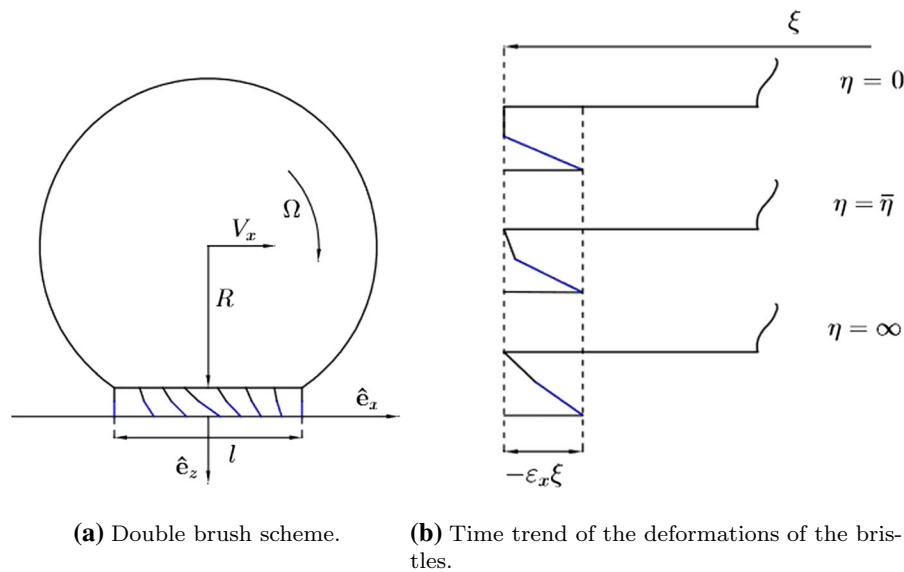 Ω
V_x
R
ê_x
ê_z
l
ξ
η = 0
η = η̄
η = ∞
−ε_xξ
(a) Double brush scheme.
(b) Time trend of the deformations of the bris-
tles.